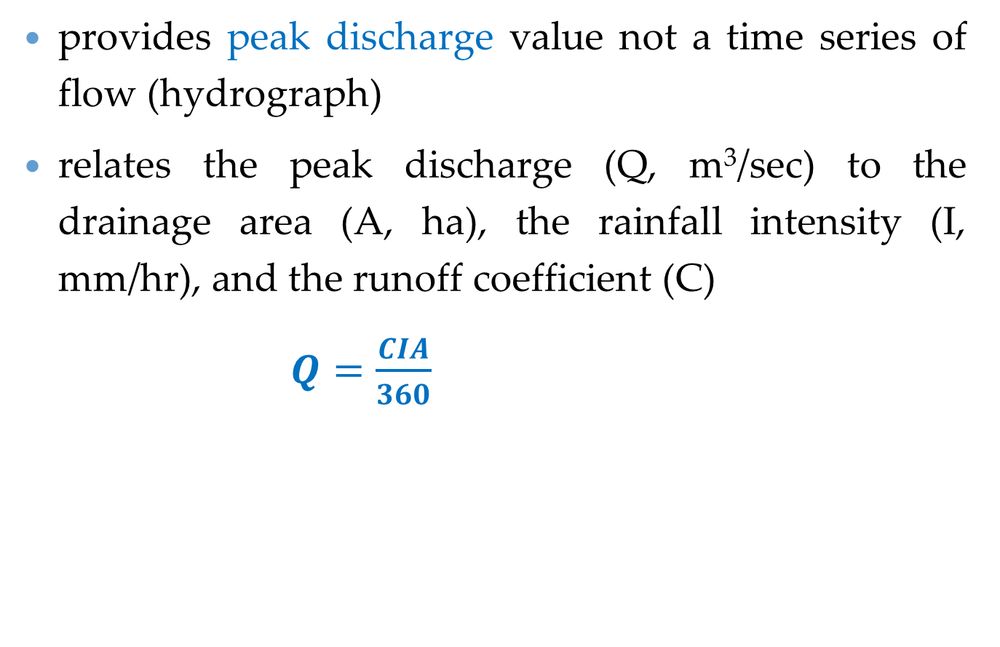 • provides peak discharge value not a time series of
flow (hydrograph)
• relates the peak discharge (Q, m³/sec) to the
drainage area (A, ha), the rainfall intensity (I,
mm/hr), and the runoff coefficient (C)
Q = CIA/360